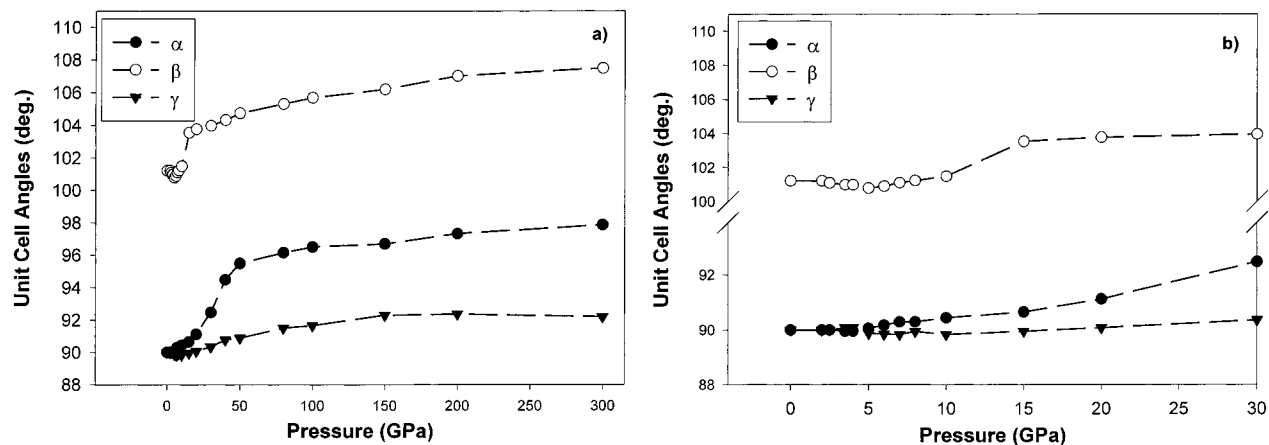 110
108
106
104
102
100
98
96
94
92
90
88
Unit Cell Angles (deg.)
α
β
γ
a)
0 50 100 150 200 250 300
Pressure (GPa)
110
108
106
104
102
100
92
90
88
Unit Cell Angles (deg.)
α
β
γ
b)
0 5 10 15 20 25 30
Pressure (GPa)